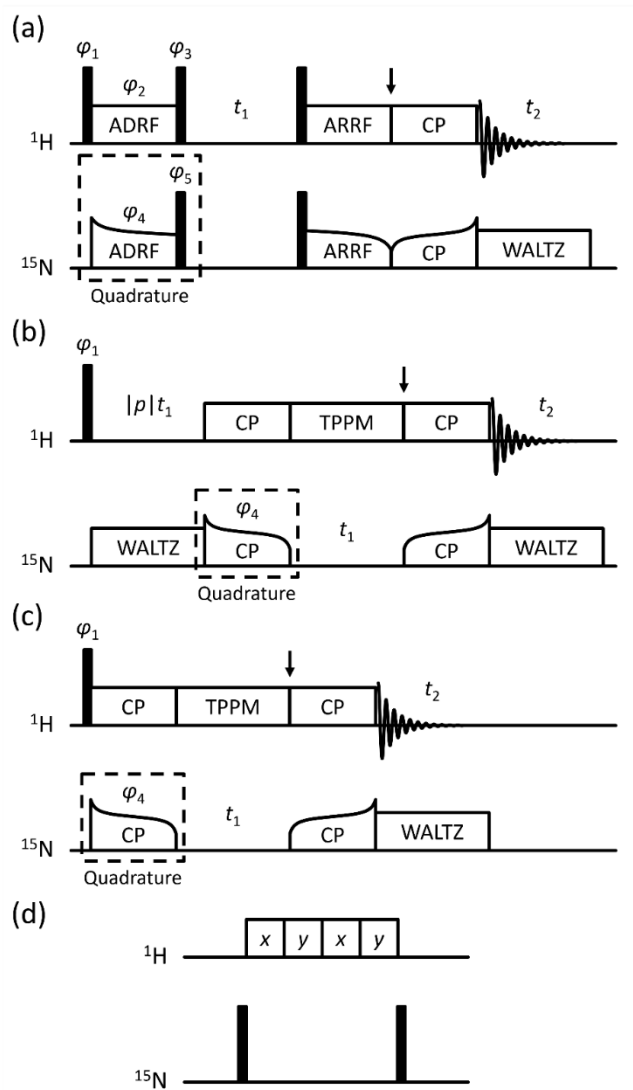 (a)
φ1 φ3
φ2 t1 t2
ADRF ARRF CP
1H
φ5
φ4
ADRF ARRF CP WALTZ
15N
Quadrature
(b)
φ1
|p|t1 t2
CP TPPM CP
1H
φ4
t1
WALTZ CP CP WALTZ
15N
Quadrature
(c)
φ1
t2
CP TPPM CP
1H
φ4
t1
CP CP WALTZ
15N
Quadrature
(d)
x y x y
1H
15N